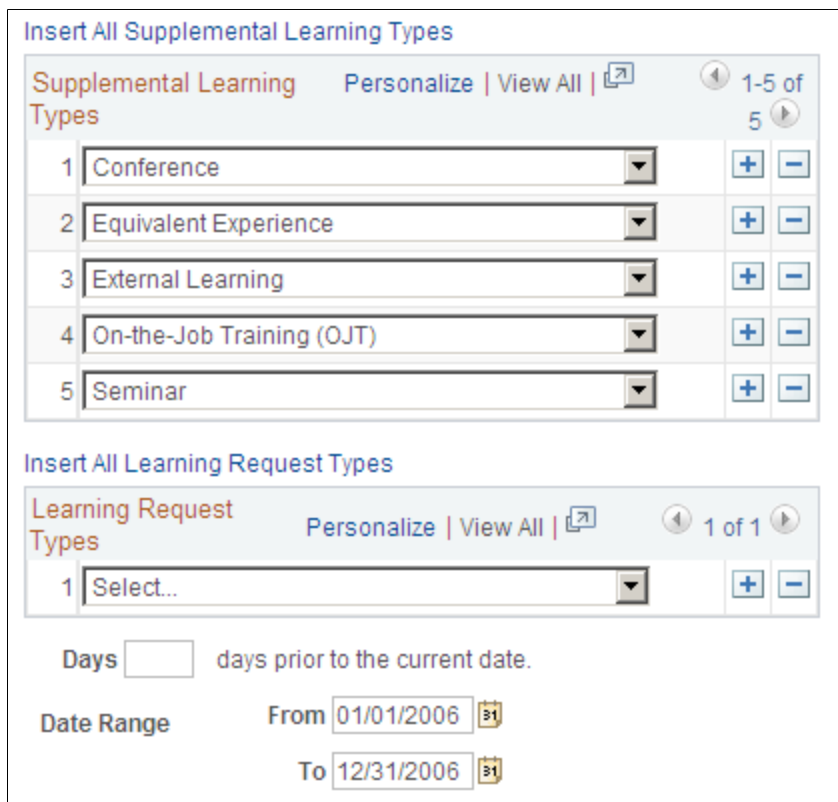 Insert All Supplemental Learning Types
Supplemental Learning Types Personalize | View All | 1-5 of 5
1 Conference
2 Equivalent Experience
3 External Learning
4 On-the-Job Training (OJT)
5 Seminar
Insert All Learning Request Types
Learning Request Types Personalize | View All | 1 of 1
1 Select...
Days days prior to the current date.
Date Range From 01/01/2006 31
To 12/31/2006 31